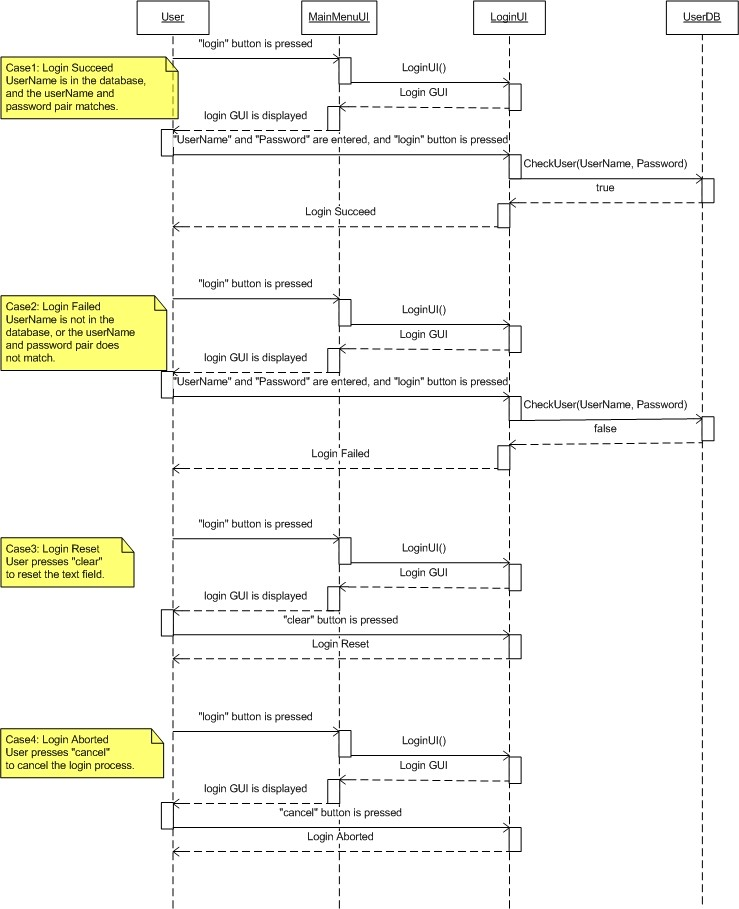 User
MainMenuUI
LoginUI
UserDB
"login" button is pressed
Case1: Login Succeed
UserName is in the database,
and the userName and
password pair matches.
LoginUI()
Login GUI
login GUI is displayed
"UserName" and "Password" are entered, and "login" button is pressed
CheckUser(UserName, Password)
true
Login Succeed
"login" button is pressed
Case2: Login Failed
UserName is not in the
database, or the userName
and password pair does
not match.
LoginUI()
Login GUI
login GUI is displayed
"UserName" and "Password" are entered, and "login" button is pressed
CheckUser(UserName, Password)
false
Login Failed
"login" button is pressed
Case3: Login Reset
User presses "clear"
to reset the text field.
LoginUI()
Login GUI
login GUI is displayed
"clear" button is pressed
Login Reset
"login" button is pressed
Case4: Login Aborted
User presses "cancel"
to cancel the login process.
LoginUI()
Login GUI
login GUI is displayed
"cancel" button is pressed
Login Aborted